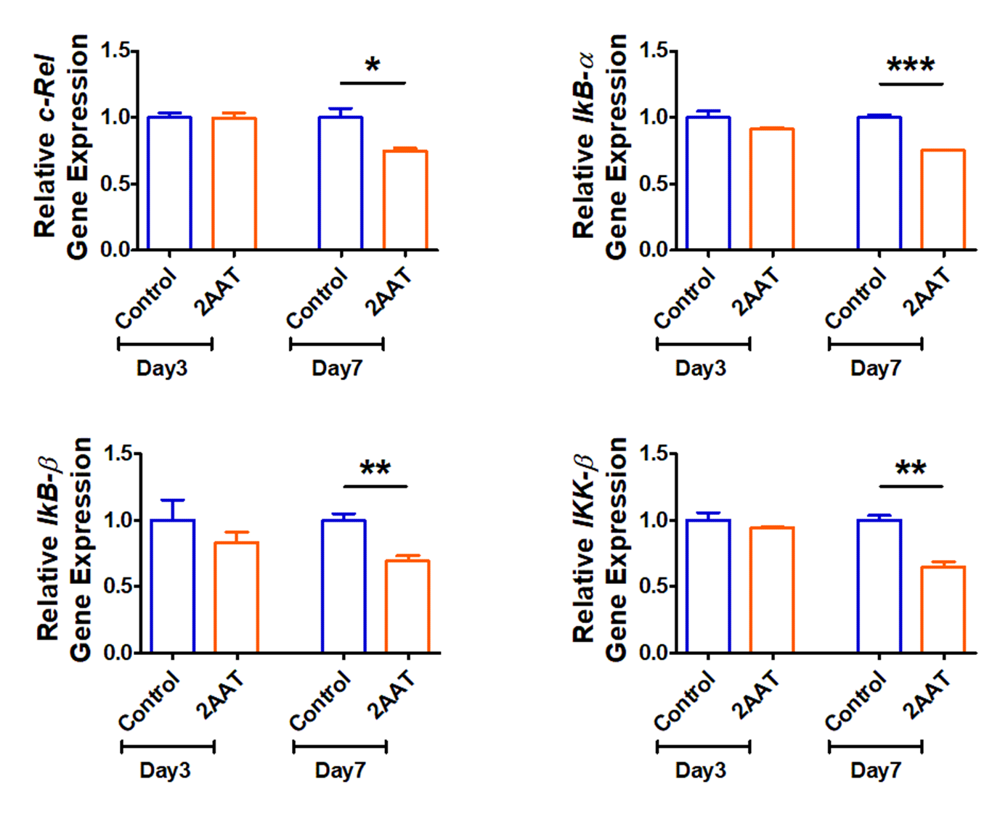 Relative c-Rel
Gene Expression
1.5
1.0
0.5
0.0
*
Control
2AAT
Control
2AAT
Day3
Day7
Relative IkB-α
Gene Expression
1.5
1.0
0.5
0.0
***
Control
2AAT
Control
2AAT
Day3
Day7
Relative IkB-β
Gene Expression
1.5
1.0
0.5
0.0
**
Control
2AAT
Control
2AAT
Day3
Day7
Relative IKK-β
Gene Expression
1.5
1.0
0.5
0.0
**
Control
2AAT
Control
2AAT
Day3
Day7